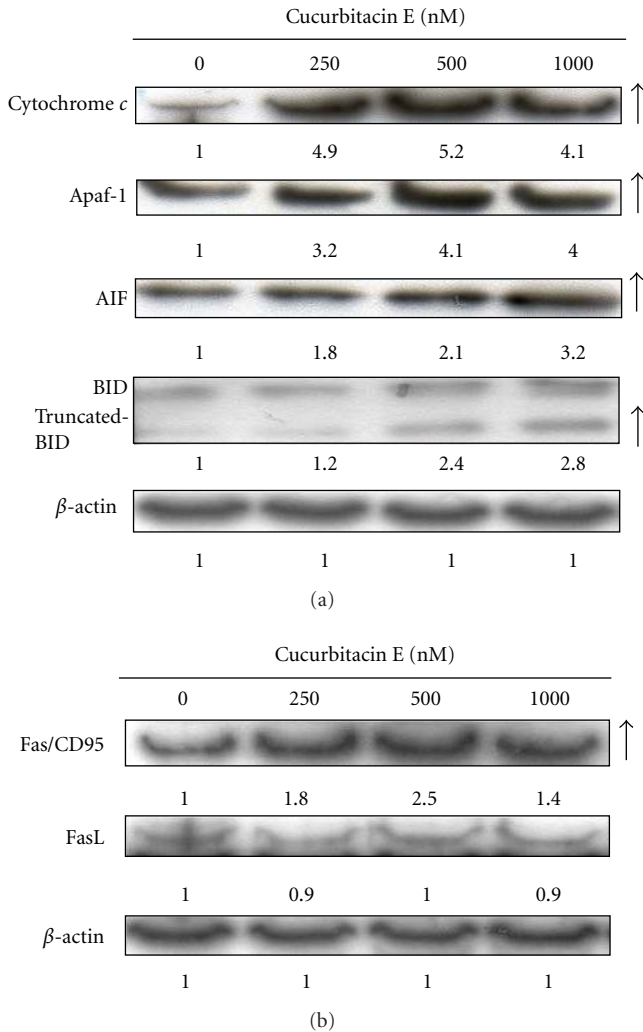 Cucurbitacin E (nM)
0 250 500 1000
Cytochrome c
1 4.9 5.2 4.1
Apaf-1
1 3.2 4.1 4
AIF
1 1.8 2.1 3.2
BID
Truncated-
BID
1 1.2 2.4 2.8
β-actin
1 1 1 1
(a)
Cucurbitacin E (nM)
0 250 500 1000
Fas/CD95
1 1.8 2.5 1.4
FasL
1 0.9 1 0.9
β-actin
1 1 1 1
(b)